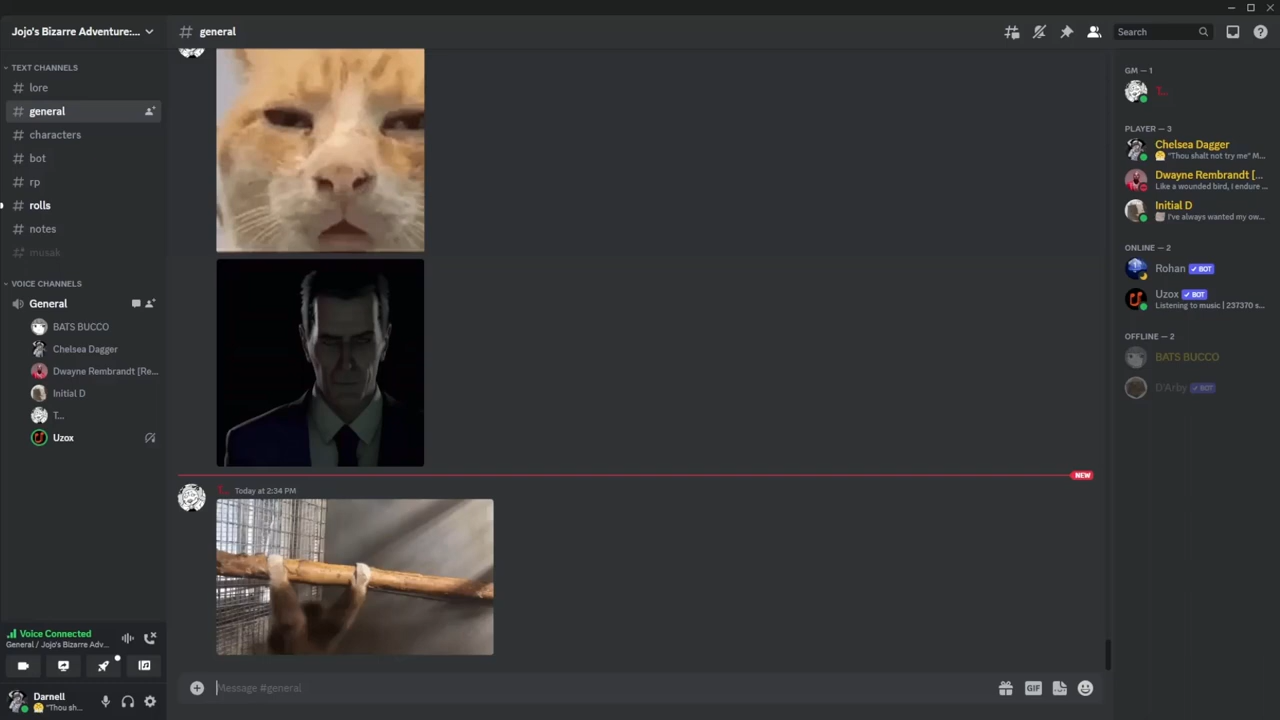 Jojo's Bizarre Adventure:...
general
Search
TEXT CHANNELS
lore
general
characters
bot
rp
rolls
notes
musak
VOICE CHANNELS
General
BATS BUCCO
Chelsea Dagger
Dwayne Rembrandt [Re...
Initial D
T...
Uzox
Voice Connected
General / Jojo's Bizarre Adv...
Darnell
"Thou sh...
NEW
T... Today at 2:34 PM
Message #general
GIF
GM — 1
T...
PLAYER — 3
Chelsea Dagger
"Thou shalt not try me" M...
Dwayne Rembrandt [...
Like a wounded bird, I endure ...
Initial D
I've always wanted my ow...
ONLINE — 2
Rohan BOT
Uzox BOT
Listening to music | 237370 s...
OFFLINE — 2
BATS BUCCO
D'Arby BOT